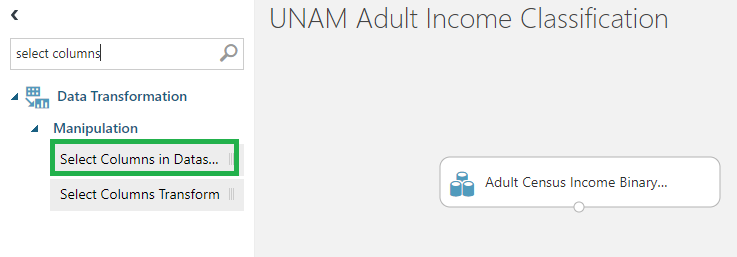 UNAM Adult Income Classification
select columns
Data Transformation
Manipulation
Select Columns in Datas...
Select Columns Transform
Adult Census Income Binary...